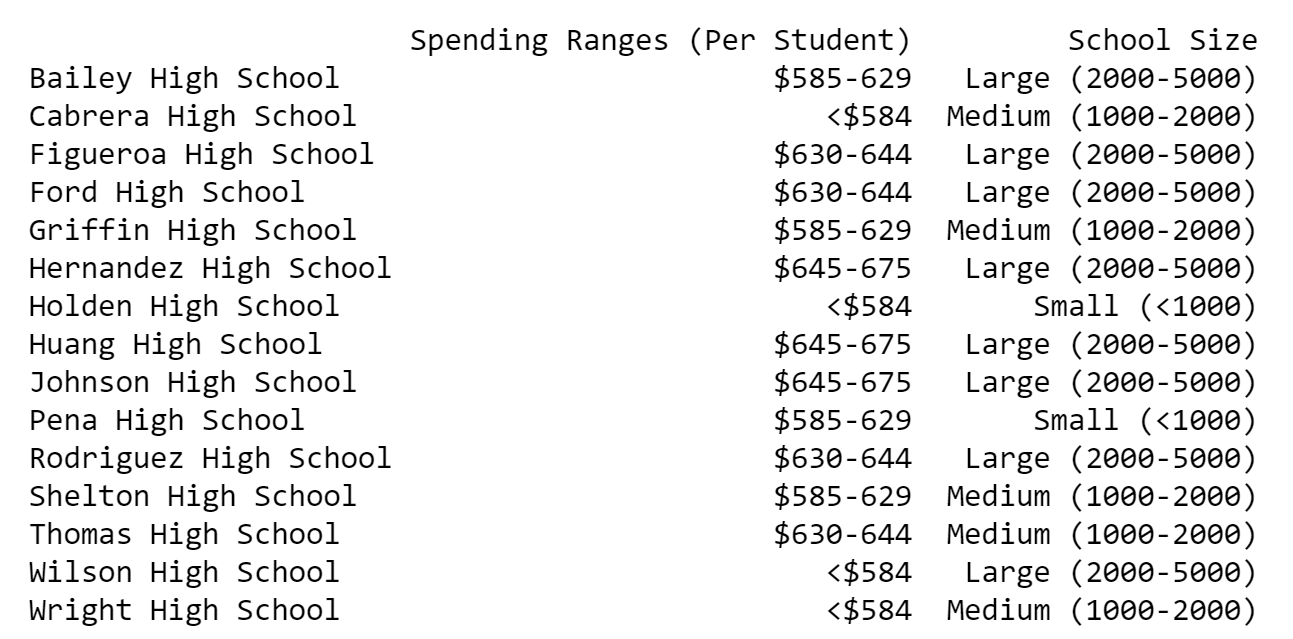 Spending Ranges (Per Student) School Size
Bailey High School $585-629 Large (2000-5000)
Cabrera High School <$584 Medium (1000-2000)
Figueroa High School $630-644 Large (2000-5000)
Ford High School $630-644 Large (2000-5000)
Griffin High School $585-629 Medium (1000-2000)
Hernandez High School $645-675 Large (2000-5000)
Holden High School <$584 Small (<1000)
Huang High School $645-675 Large (2000-5000)
Johnson High School $645-675 Large (2000-5000)
Pena High School $585-629 Small (<1000)
Rodriguez High School $630-644 Large (2000-5000)
Shelton High School $585-629 Medium (1000-2000)
Thomas High School $630-644 Medium (1000-2000)
Wilson High School <$584 Large (2000-5000)
Wright High School <$584 Medium (1000-2000)